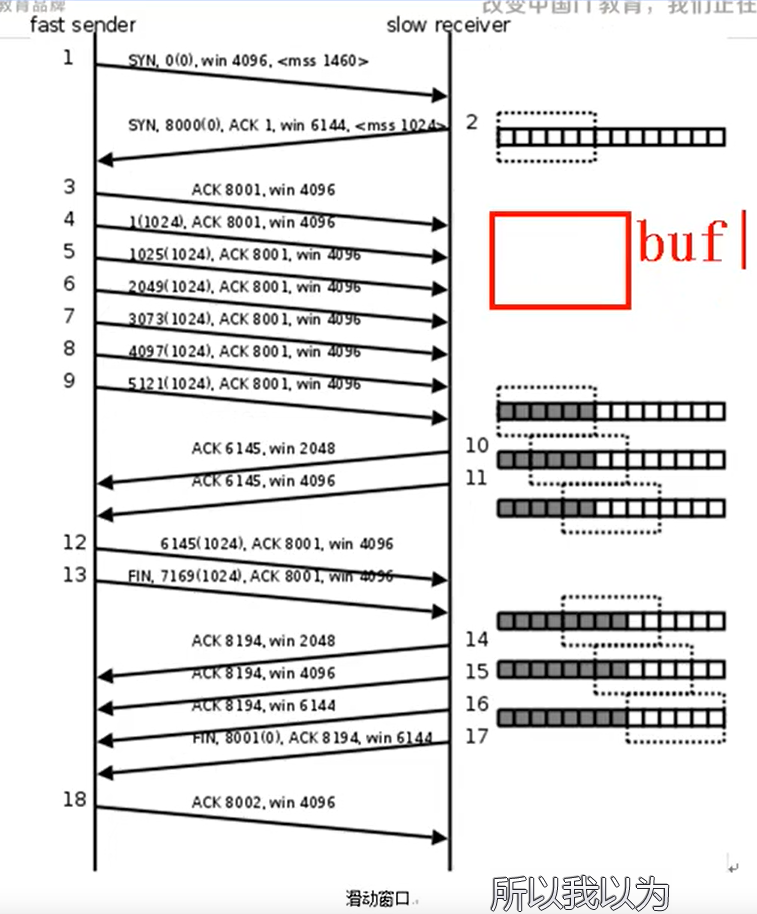 教育品牌
改变中国IT教育，我们正在
fast sender
slow receiver
1
SYN, 0(0), win 4096, <mss 1460>
SYN, 8000(0), ACK 1, win 6144, <mss 1024>
2
3
ACK 8001, win 4096
4
1(1024), ACK 8001, win 4096
5
1025(1024), ACK 8001, win 4096
buf
6
2049(1024), ACK 8001, win 4096
7
3073(1024), ACK 8001, win 4096
8
4097(1024), ACK 8001, win 4096
9
5121(1024), ACK 8001, win 4096
ACK 6145, win 2048
10
ACK 6145, win 4096
11
12
6145(1024), ACK 8001, win 4096
13
FIN, 7169(1024), ACK 8001, win 4096
ACK 8194, win 2048
14
ACK 8194, win 4096
15
ACK 8194, win 6144
16
FIN, 8001(0), ACK 8194, win 6144
17
18
ACK 8002, win 4096
滑动窗口
所以我以为